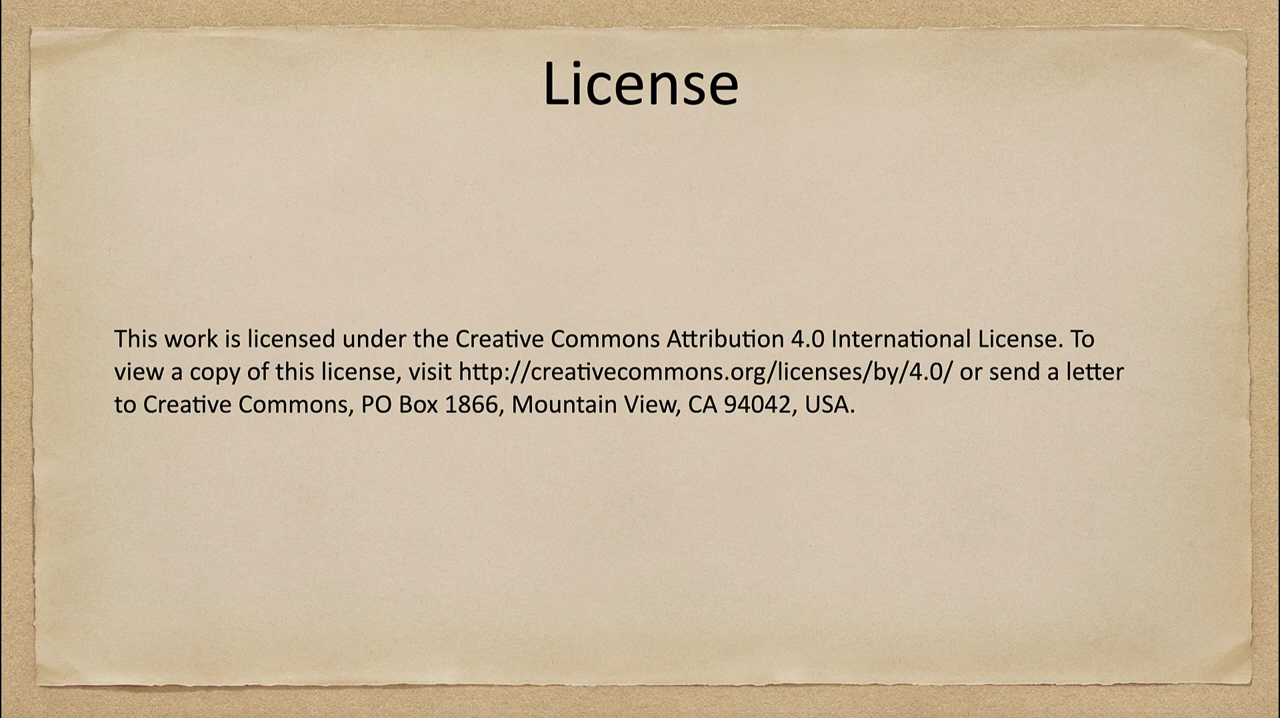 License
This work is licensed under the Creative Commons Attribution 4.0 International License. To
view a copy of this license, visit http://creativecommons.org/licenses/by/4.0/ or send a letter
to Creative Commons, PO Box 1866, Mountain View, CA 94042, USA.